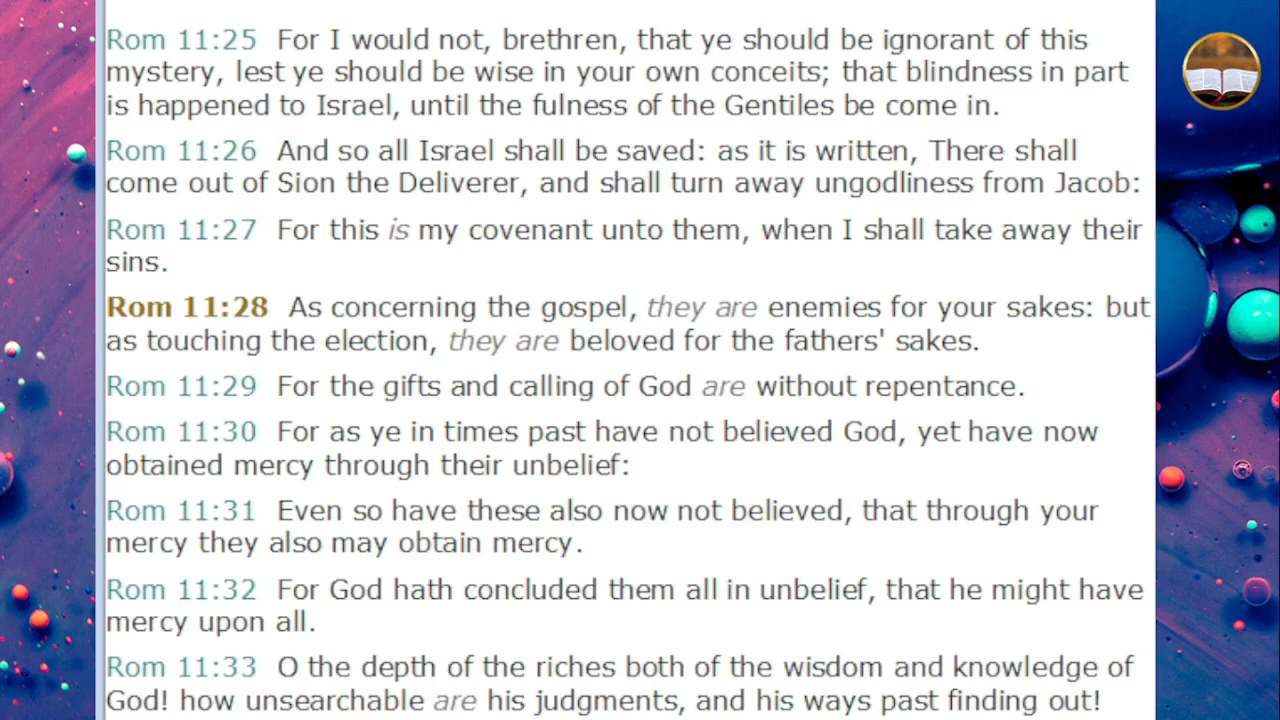 Rom 11:25 For I would not, brethren, that ye should be ignorant of this
mystery, lest ye should be wise in your own conceits; that blindness in part
is happened to Israel, until the fulness of the Gentiles be come in.
Rom 11:26 And so all Israel shall be saved: as it is written, There shall
come out of Sion the Deliverer, and shall turn away ungodliness from Jacob:
Rom 11:27 For this is my covenant unto them, when I shall take away their
sins.
Rom 11:28 As concerning the gospel, they are enemies for your sakes: but
as touching the election, they are beloved for the fathers' sakes.
Rom 11:29 For the gifts and calling of God are without repentance.
Rom 11:30 For as ye in times past have not believed God, yet have now
obtained mercy through their unbelief:
Rom 11:31 Even so have these also now not believed, that through your
mercy they also may obtain mercy.
Rom 11:32 For God hath concluded them all in unbelief, that he might have
mercy upon all.
Rom 11:33 O the depth of the riches both of the wisdom and knowledge of
God! how unsearchable are his judgments, and his ways past finding out!